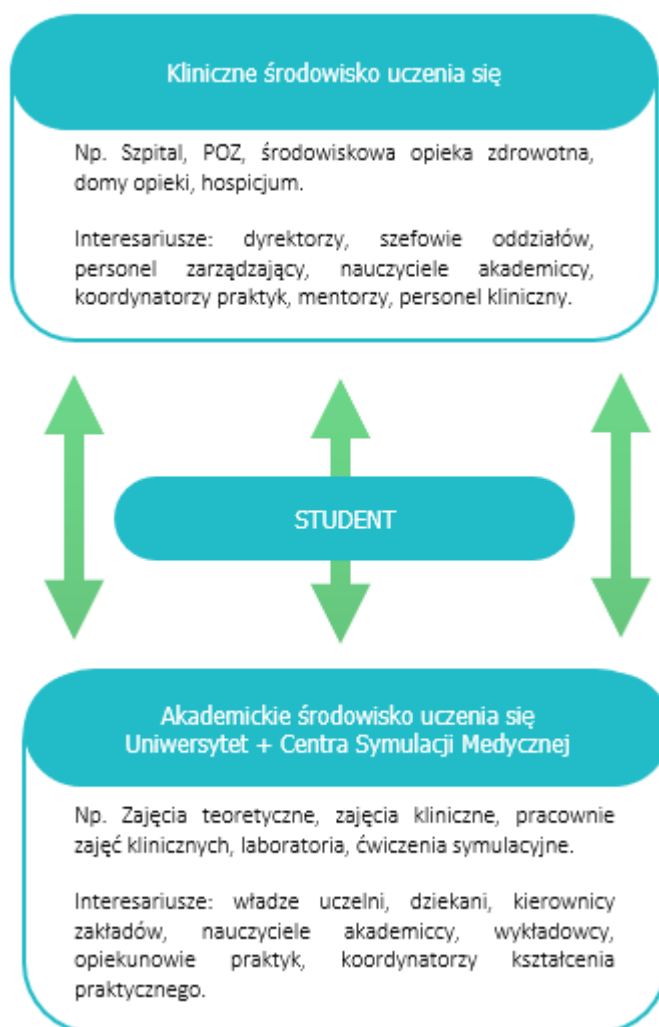 Kliniczne środowisko uczenia się
Np. Szpital, POZ, środowiskowa opieka zdrowotna,
domy opieki, hospicjum.
Interesariusze: dyrektorzy, szefowie oddziałów,
personel zarządzający, nauczyciele akademiccy,
koordynatorzy praktyk, mentorzy, personel kliniczny.
STUDENT
Akademickie środowisko uczenia się
Uniwersytet + Centra Symulacji Medycznej
Np. Zajęcia teoretyczne, zajęcia kliniczne, pracownie
zajęć klinicznych, laboratoria, ćwiczenia symulacyjne.
Interesariusze: władze uczelni, dziekani, kierownicy
zakładów, nauczyciele akademiccy, wykładowcy,
opiekunowie praktyk, koordynatorzy kształcenia
praktycznego.